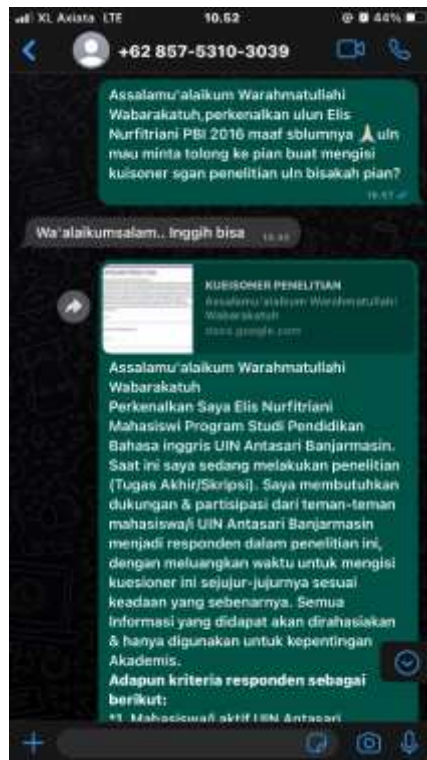 XL Axiata LTE
10.52
44%
+62 857-5310-3039
Assalamu'alaikum Warahmatullahi
Wabarakatuh,perkenalkan ulun Elis
Nurfitriani PBI 2016 maaf sblumnya 🙏 uln
mau minta tolong ke pian buat mengisi
kuisoner sgan penelitian uln bisakah pian?
Wa'alaikumsalam.. Inggih bisa
KUEISONER PENELITIAN
Assalamu'alaikum Warahmatullahi
Wabarakatuh
docs.google.com
Assalamu'alaikum Warahmatullahi
Wabarakatuh
Perkenalkan Saya Elis Nurfitriani
Mahasiswi Program Studi Pendidikan
Bahasa inggris UIN Antasari Banjarmasin.
Saat ini saya sedang melakukan penelitian
(Tugas Akhir/Skripsi). Saya membutuhkan
dukungan & partisipasi dari teman-teman
mahasiswa/i UIN Antasari Banjarmasin
menjadi responden dalam penelitian ini,
dengan meluangkan waktu untuk mengisi
kuesioner ini sejujur-jujurnya sesuai
keadaan yang sebenarnya. Semua
Informasi yang didapat akan dirahasiakan
& hanya digunakan untuk kepentingan
Akademis.
Adapun kriteria responden sebagai
berikut:
*1. Mahasiswa/i aktif UIN Antasari